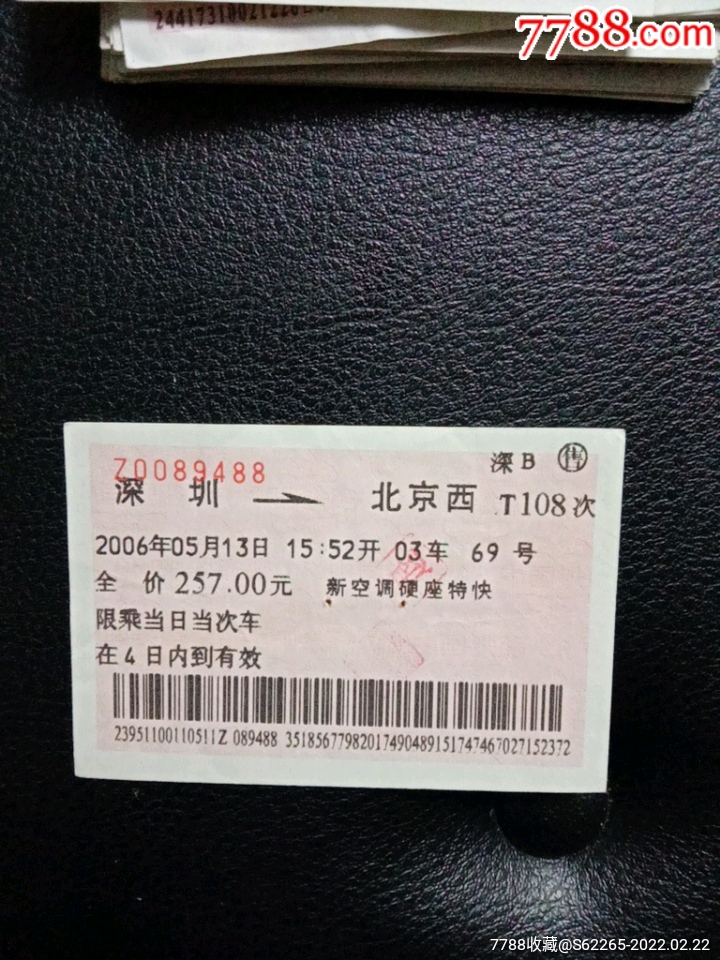 7788.com
Z0089488
深B 售
深 圳 北京西 T108次
2006年05月13日 15:52开 03车 69 号
全 价 257.00元 新空调硬座特快
限乘当日当次车
在4日内到有效
23951100110511Z 089488 35185677982017490489151747467027152372
7788收藏@S62265-2022.02.22